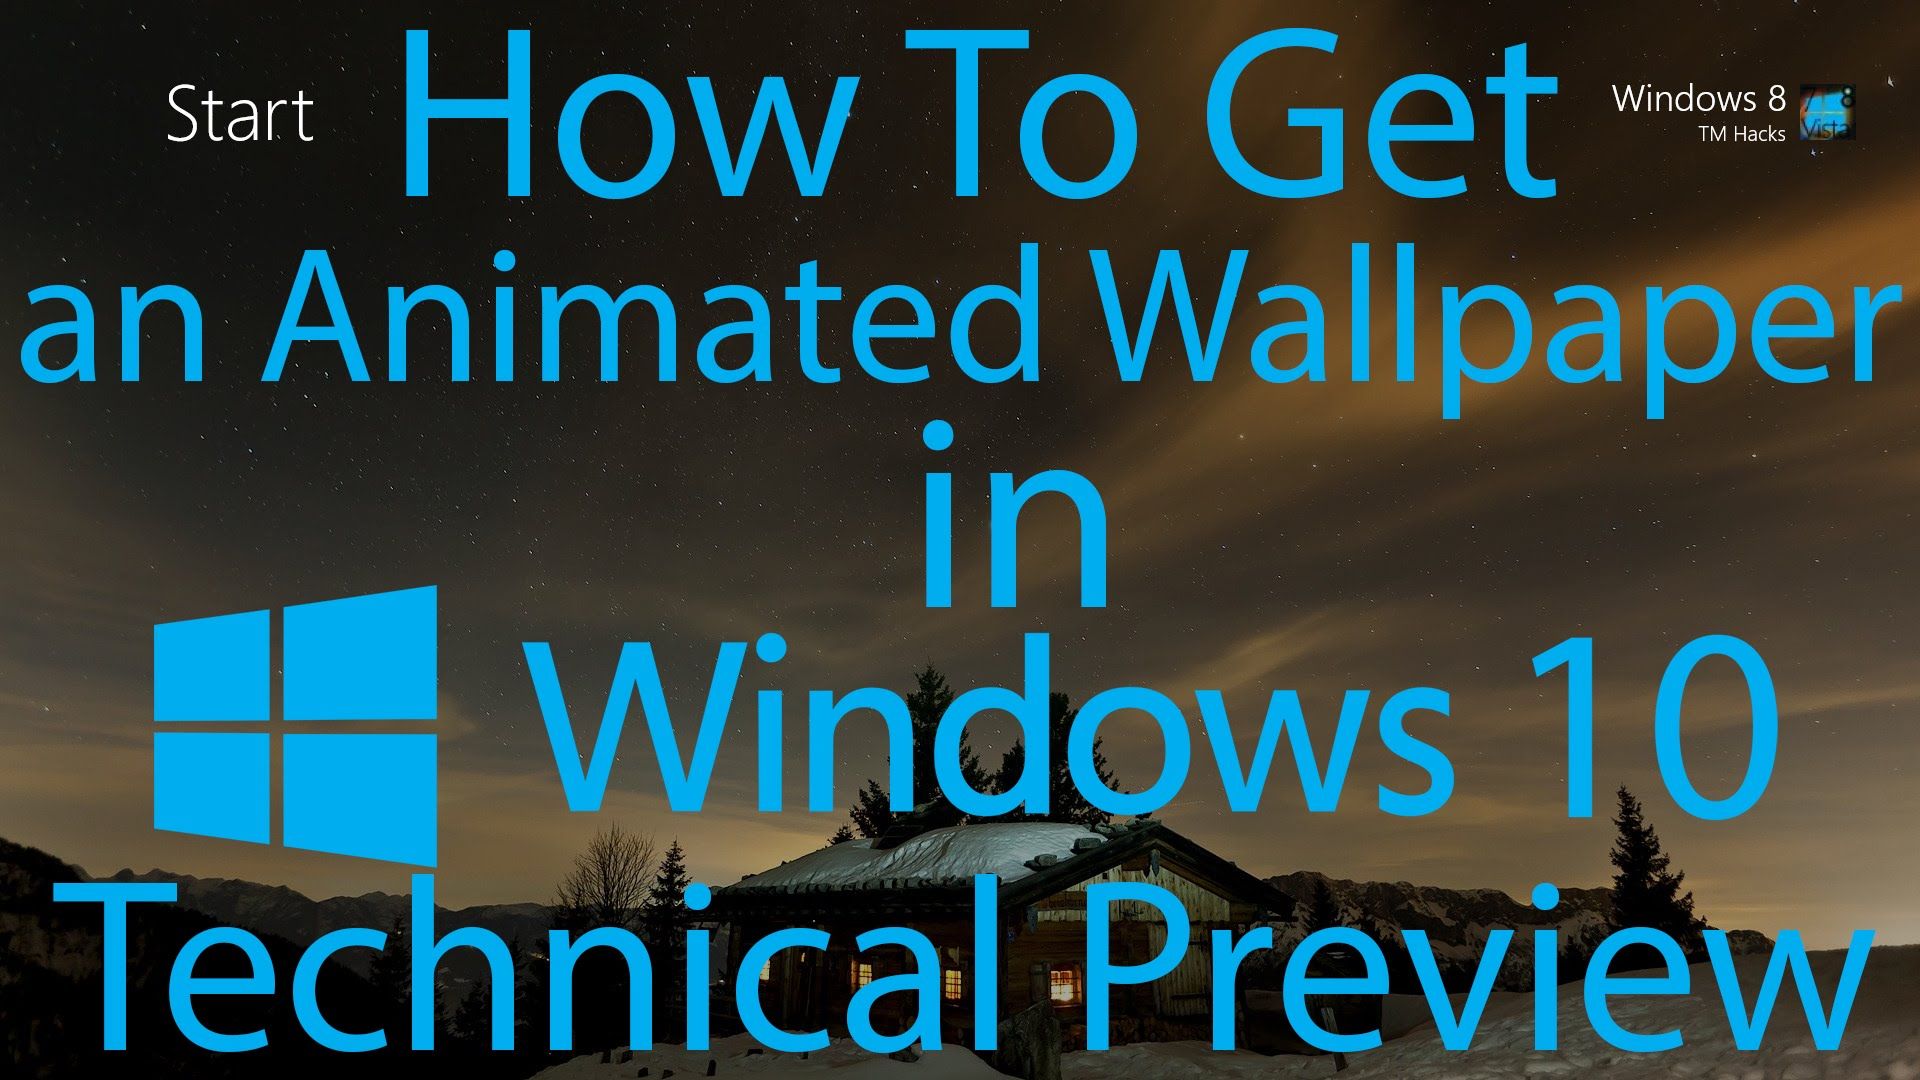 Start
How To Get
Windows 8
TM Hacks
7 8
Vista
an Animated Wallpaper
in
Windows 10
Technical Preview